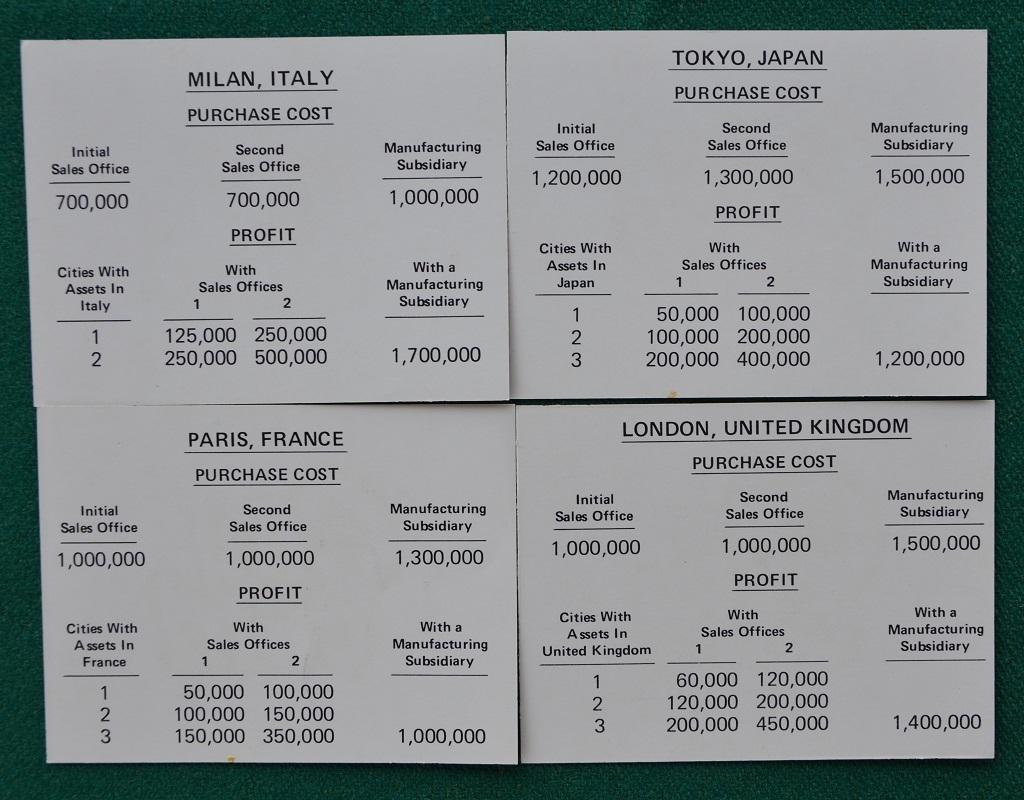 MILAN, ITALY
PURCHASE COST
Initial Second Manufacturing
Sales Office Sales Office Subsidiary
700,000 700,000 1,000,000
PROFIT
Cities With With With a
Assets In Sales Offices Manufacturing
Italy 1 2 Subsidiary
1 125,000 250,000
2 250,000 500,000 1,700,000
TOKYO, JAPAN
PURCHASE COST
Initial Second Manufacturing
Sales Office Sales Office Subsidiary
1,200,000 1,300,000 1,500,000
PROFIT
Cities With With With a
Assets In Sales Offices Manufacturing
Japan 1 2 Subsidiary
1 50,000 100,000
2 100,000 200,000
3 200,000 400,000 1,200,000
PARIS, FRANCE
PURCHASE COST
Initial Second Manufacturing
Sales Office Sales Office Subsidiary
1,000,000 1,000,000 1,300,000
PROFIT
Cities With With With a
Assets In Sales Offices Manufacturing
France 1 2 Subsidiary
1 50,000 100,000
2 100,000 150,000
3 150,000 350,000 1,000,000
LONDON, UNITED KINGDOM
PURCHASE COST
Initial Second Manufacturing
Sales Office Sales Office Subsidiary
1,000,000 1,000,000 1,500,000
PROFIT
Cities With With With a
Assets In Sales Offices Manufacturing
United Kingdom 1 2 Subsidiary
1 60,000 120,000
2 120,000 200,000
3 200,000 450,000 1,400,000